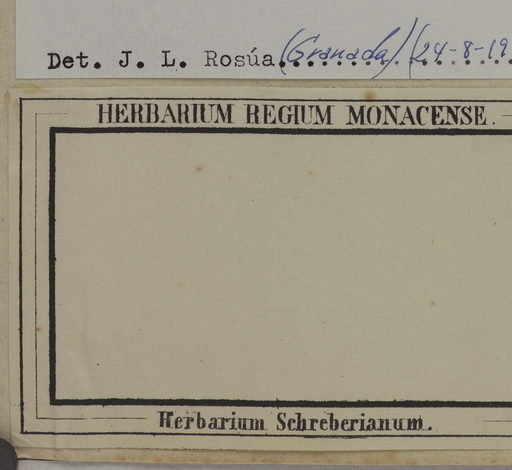 Det. J. L. Rosúa (Granada) (24-8-19
HERBARIUM REGIUM MONACENSE.
Herbarium Schreberianum.